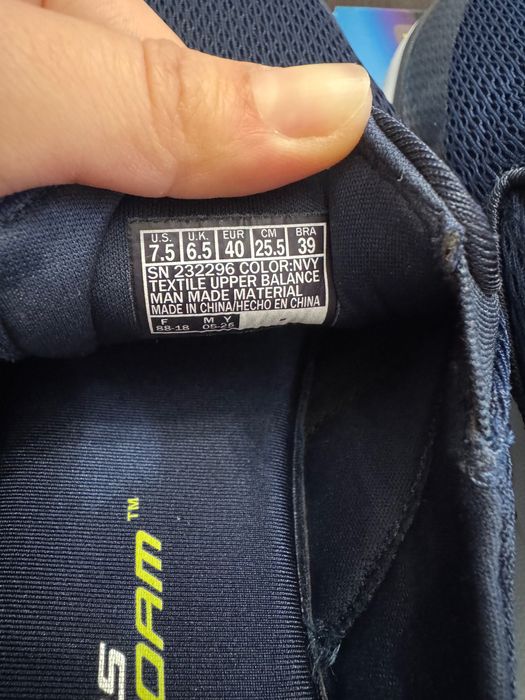 U.S. U.K. EUR CM BRA
7.5 6.5 40 25.5 39
SN 232296 COLOR:NVY
TEXTILE UPPER BALANCE
MAN MADE MATERIAL
MADE IN CHINA/HECHO EN CHINA
F M Y
88-18 05-25
S
OAM™